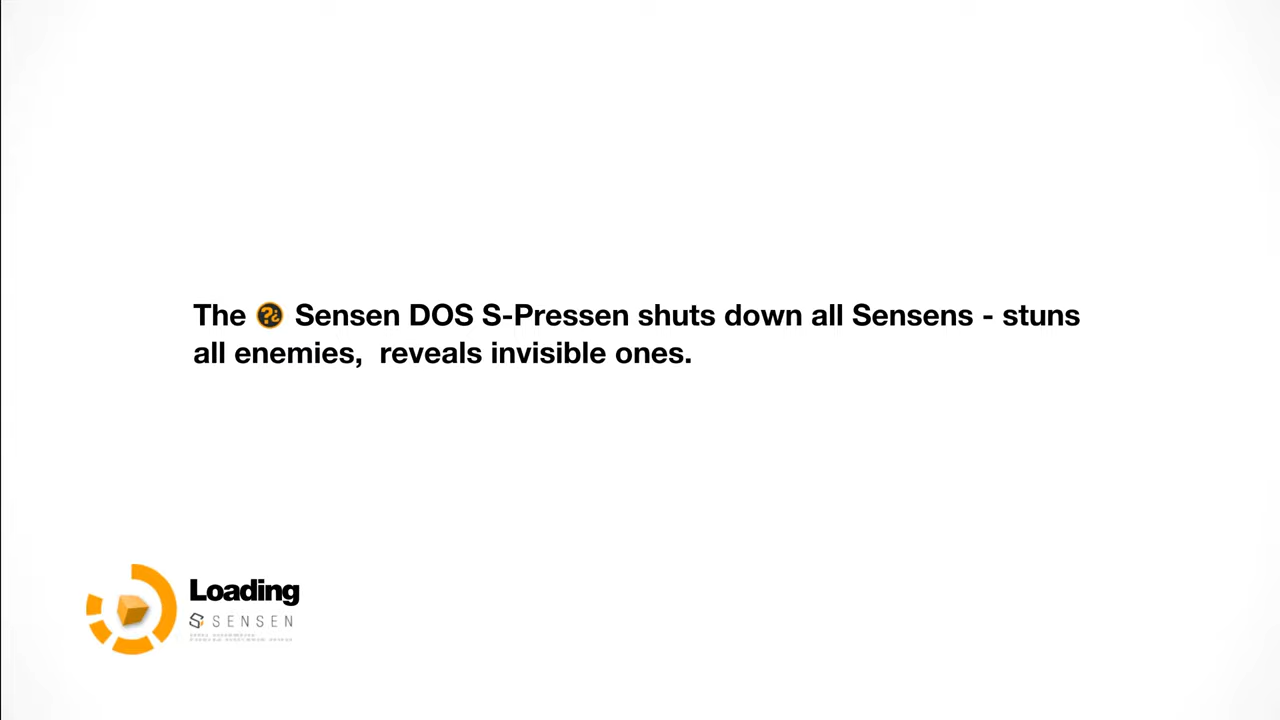 The Sensen DOS S-Pressen shuts down all Sensens - stuns
all enemies,  reveals invisible ones.
Loading
SENSEN